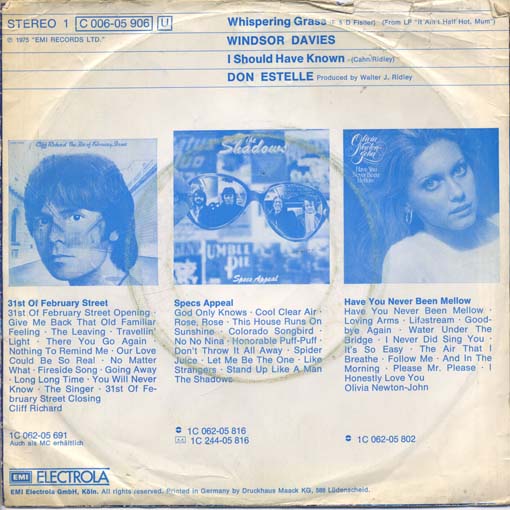 STEREO 1 C 006-05 906 U
℗ 1975 "EMI RECORDS LTD."
Whispering Grass (F & D Fisher) (From LP "It Ain't Half Hot, Mum")
WINDSOR DAVIES
I Should Have Known (Cahn/Ridley)
DON ESTELLE Produced by Walter J. Ridley
Cliff Richard The 31st of February Street
the
Shadows
RUMBLE
DIE
Specs Appeal
Olivia
Newton-
John
Have You
Never Been
Mellow
31st Of February Street
31st Of February Street Opening ·
Give Me Back That Old Familiar
Feeling · The Leaving · Travellin'
Light · There You Go Again ·
Nothing To Remind Me · Our Love
Could Be So Real · No Matter
What · Fireside Song · Going Away
· Long Long Time · You Will Never
Know · The Singer · 31st Of Fe-
bruary Street Closing
Cliff Richard
1C 062-05 691
Auch als MC erhältlich
Specs Appeal
God Only Knows · Cool Clear Air ·
Rose, Rose · This House Runs On
Sunshine · Colorado Songbird ·
No No Nina · Honorable Puff-Puff ·
Don't Throw It All Away · Spider
Juice · Let Me Be The One · Like
Strangers · Stand Up Like A Man
The Shadows
1C 062-05 816
1C 244-05 816
Have You Never Been Mellow
Have You Never Been Mellow ·
Loving Arms · Lifestream · Good-
bye Again · Water Under The
Bridge · I Never Did Sing You ·
It's So Easy · The Air That I
Breathe · Follow Me · And In The
Morning · Please Mr. Please · I
Honestly Love You
Olivia Newton-John
1C 062-05 802
EMI ELECTROLA
EMI Electrola GmbH, Köln. All rights reserved. Printed in Germany by Druckhaus Maack KG, 588 Lüdenscheid.